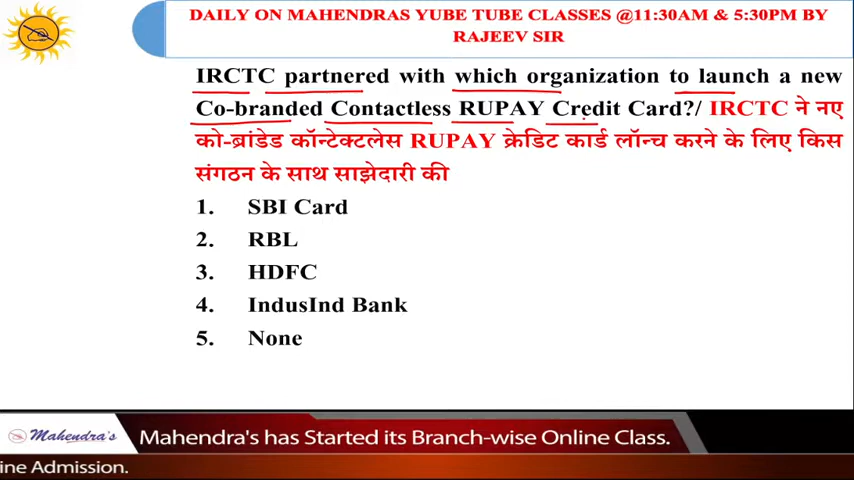 DAILY ON MAHENDRAS YUBE TUBE CLASSES @11:30AM & 5:30PM BY
RAJEEV SIR
IRCTC partnered with which organization to launch a new
Co-branded Contactless RUPAY Credit Card?/ IRCTC ने नए
को-ब्रांडेड कॉन्टेक्टलेस RUPAY क्रेडिट कार्ड लॉन्च करने के लिए किस
संगठन के साथ साझेदारी की
1. SBI Card
2. RBL
3. HDFC
4. IndusInd Bank
5. None
Mahendra's Mahendra's has Started its Branch-wise Online Class.
ine Admission.